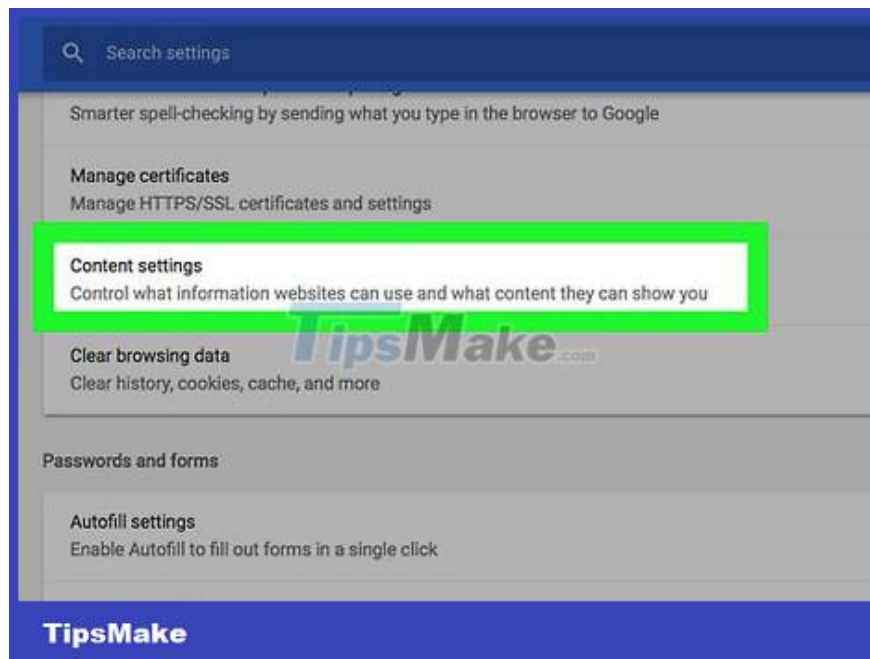 Search settings
Smarter spell-checking by sending what you type in the browser to Google
Manage certificates
Manage HTTPS/SSL certificates and settings
Content settings
Control what information websites can use and what content they can show you
TipsMake.com
Clear browsing data
Clear history, cookies, cache, and more
Passwords and forms
Autofill settings
Enable Autofill to fill out forms in a single click
TipsMake